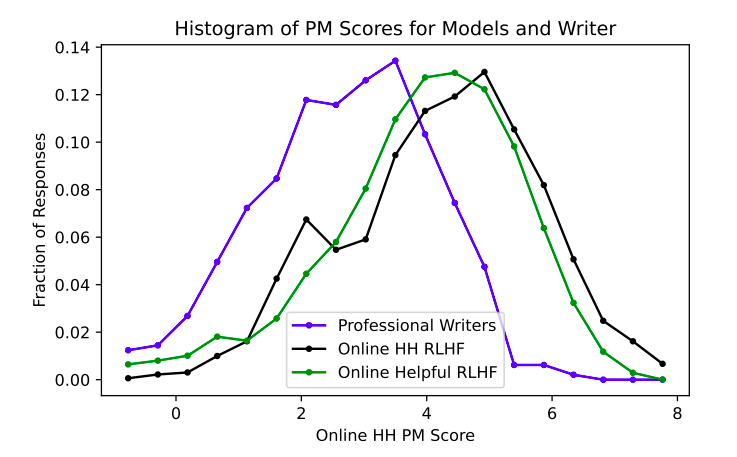 Histogram of PM Scores for Models and Writer
Fraction of Responses
0.14
0.12
0.10
0.08
0.06
0.04
0.02
0.00
Professional Writers
Online HH RLHF
Online Helpful RLHF
0 2 4 6 8
Online HH PM Score